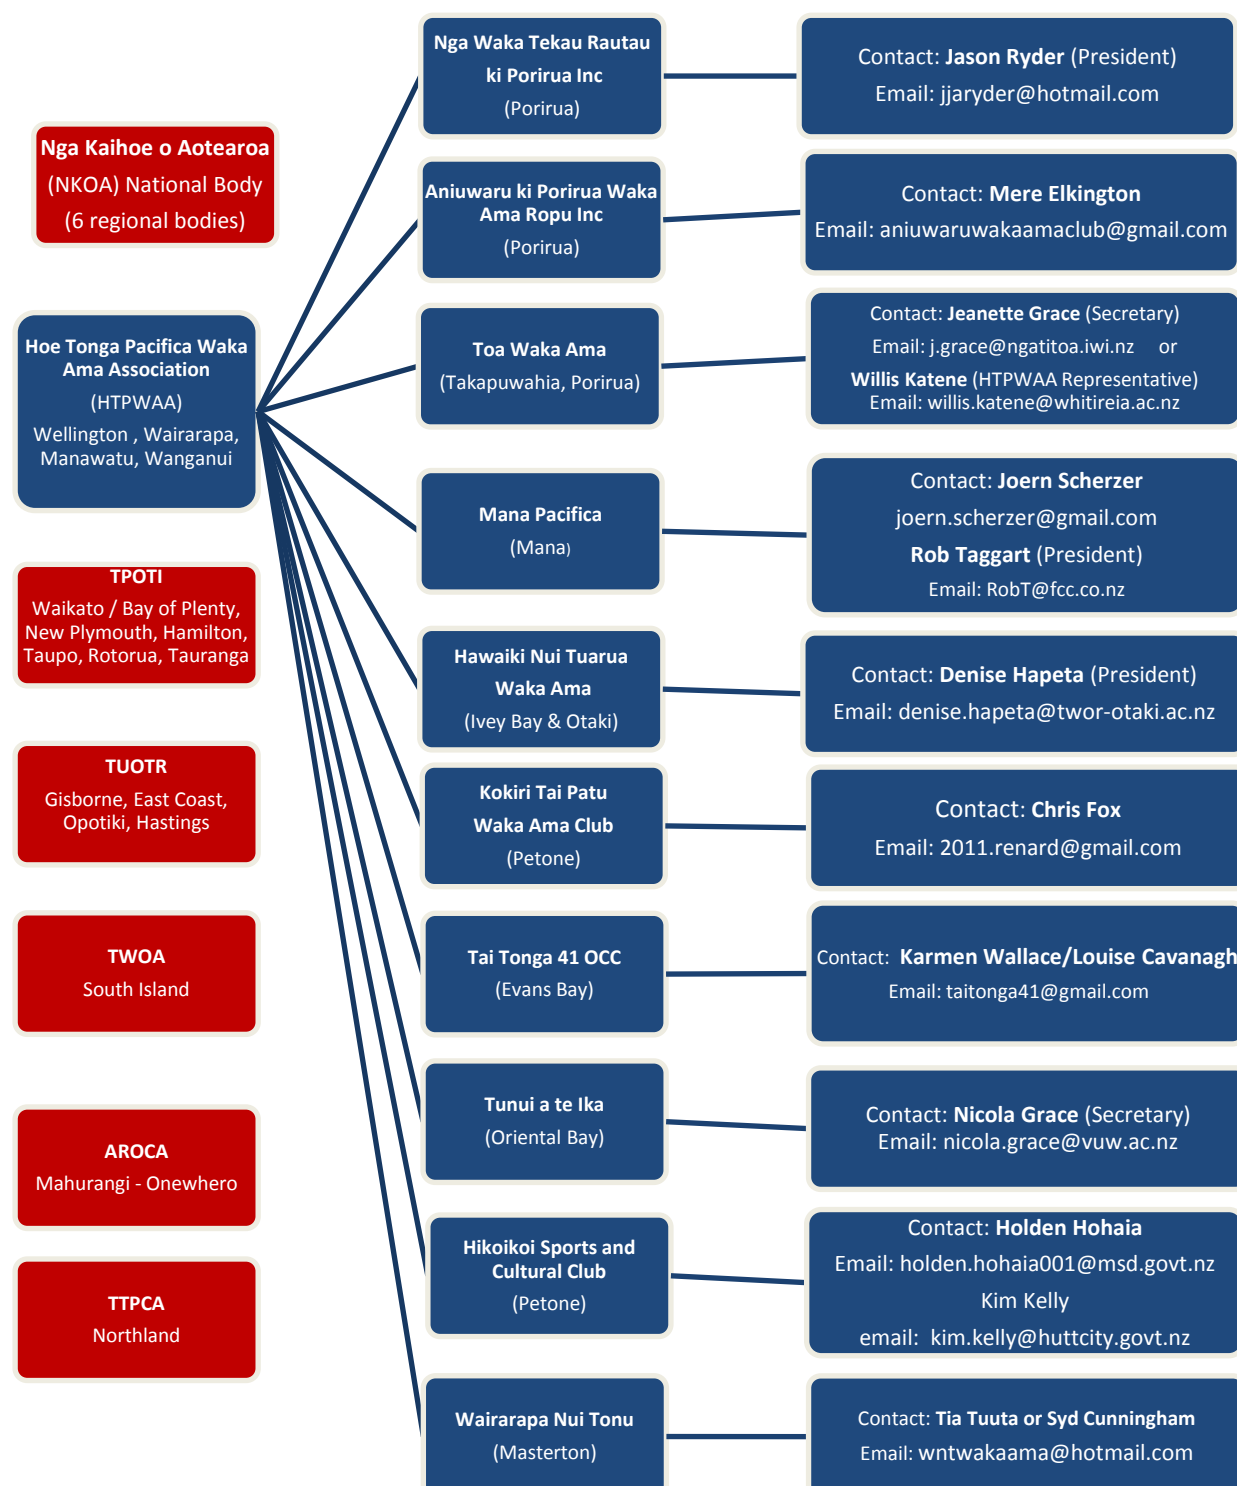 Nga Kaihoe o Aotearoa
(NKOA) National Body
(6 regional bodies)
Hoe Tonga Pacifica Waka
Ama Association
(HTPWAA)
Wellington , Wairarapa,
Manawatu, Wanganui
TPOTI
Waikato / Bay of Plenty,
New Plymouth, Hamilton,
Taupo, Rotorua, Tauranga
TUOTR
Gisborne, East Coast,
Opotiki, Hastings
TWOA
South Island
AROCA
Mahurangi - Onewhero
TTPCA
Northland
Nga Waka Tekau Rautau
ki Porirua Inc
(Porirua)
Contact: Jason Ryder (President)
Email: jjaryder@hotmail.com
Aniuwaru ki Porirua Waka
Ama Ropu Inc
(Porirua)
Contact: Mere Elkington
Email: aniuwaruwakaamaclub@gmail.com
Toa Waka Ama
(Takapuwahia, Porirua)
Contact: Jeanette Grace (Secretary)
Email: j.grace@ngatitoa.iwi.nz or
Willis Katene (HTPWAA Representative)
Email: willis.katene@whitireia.ac.nz
Mana Pacifica
(Mana)
Contact: Joern Scherzer
joern.scherzer@gmail.com
Rob Taggart (President)
Email: RobT@fcc.co.nz
Hawaiki Nui Tuarua
Waka Ama
(Ivey Bay & Otaki)
Contact: Denise Hapeta (President)
Email: denise.hapeta@twor-otaki.ac.nz
Kokiri Tai Patu
Waka Ama Club
(Petone)
Contact: Chris Fox
Email: 2011.renard@gmail.com
Tai Tonga 41 OCC
(Evans Bay)
Contact: Karmen Wallace/Louise Cavanagh
Email: taitonga41@gmail.com
Tunui a te Ika
(Oriental Bay)
Contact: Nicola Grace (Secretary)
Email: nicola.grace@vuw.ac.nz
Hikoikoi Sports and
Cultural Club
(Petone)
Contact: Holden Hohaia
Email: holden.hohaia001@msd.govt.nz
Kim Kelly
email: kim.kelly@huttcity.govt.nz
Wairarapa Nui Tonu
(Masterton)
Contact: Tia Tuuta or Syd Cunningham
Email: wntwakaama@hotmail.com